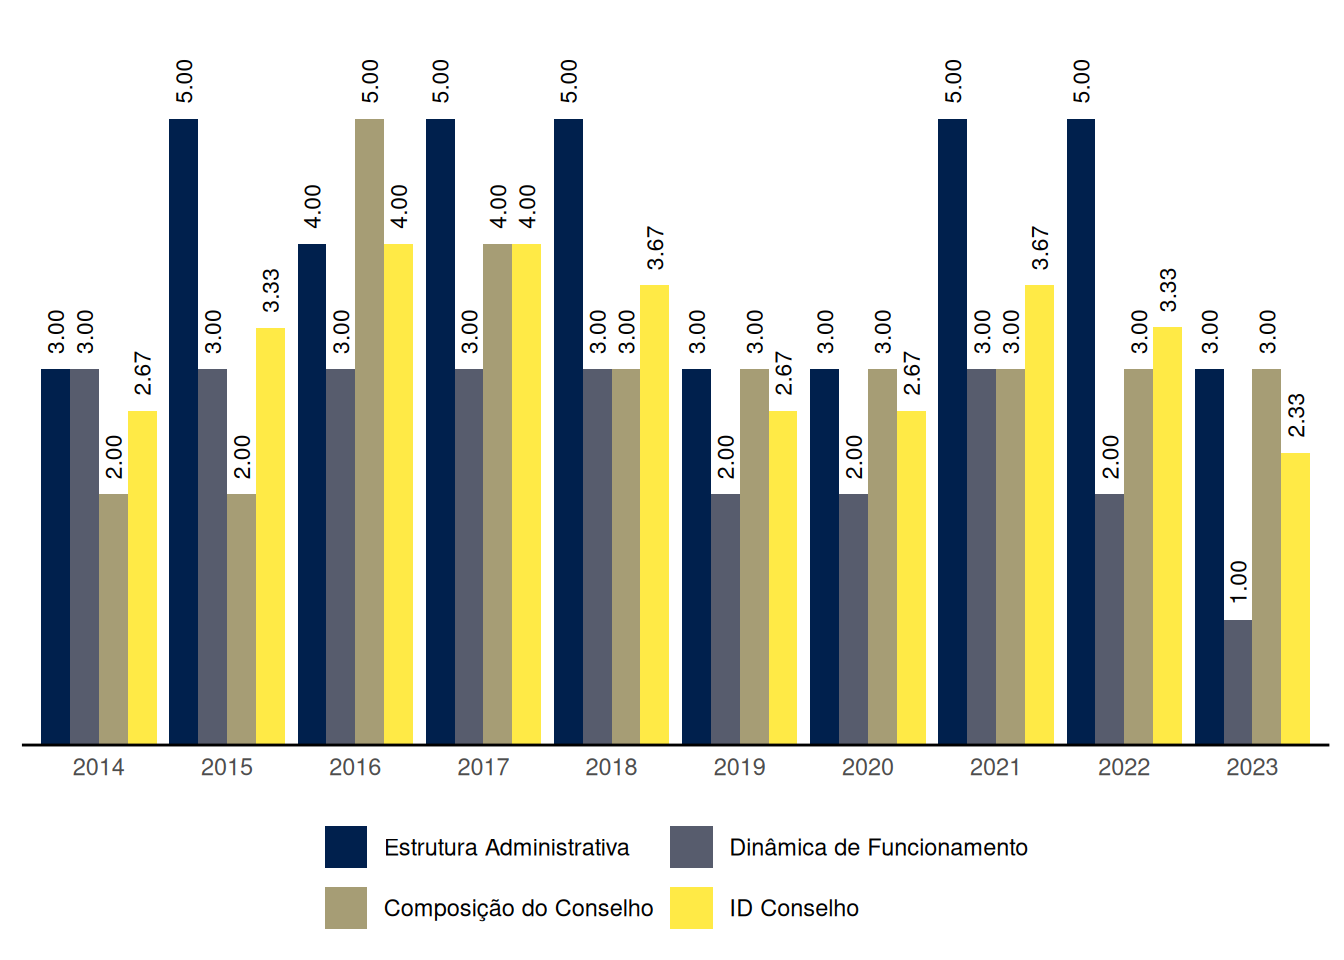 5.00 5.00 5.00 5.00 5.00 5.00
4.00 4.00 4.00 4.00
3.67 3.67
3.33 3.33
3.00 3.00 3.00 3.00 3.00 3.00 3.00 3.00 3.00 3.00 3.00 3.00 3.00 3.00 3.00
2.67 2.67 2.67
2.33
2.00 2.00 2.00 2.00 2.00
1.00
2014 2015 2016 2017 2018 2019 2020 2021 2022 2023
Estrutura Administrativa Dinâmica de Funcionamento
Composição do Conselho ID Conselho